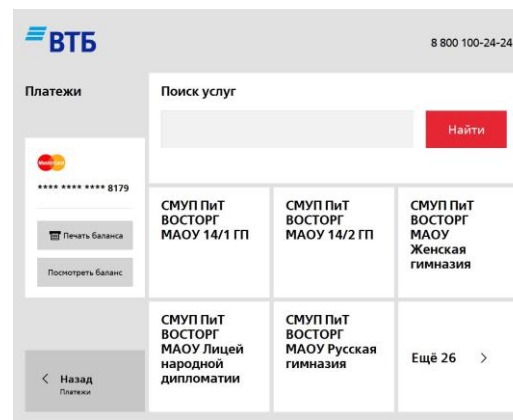 ВТБ
8 800 100-24-24
Платежи
Поиск услуг
Найти
**** **** **** 8179
Печать баланса
Посмотреть баланс
СМУП ПиТ
ВОСТОРГ
МАОУ 14/1 ГП
СМУП ПиТ
ВОСТОРГ
МАОУ 14/2 ГП
СМУП ПиТ
ВОСТОРГ
МАОУ
Женская
гимназия
СМУП ПиТ
ВОСТОРГ
МАОУ Лицей
народной
дипломатии
СМУП ПиТ
ВОСТОРГ
МАОУ Русская
гимназия
Ещё 26
Назад
Платежи